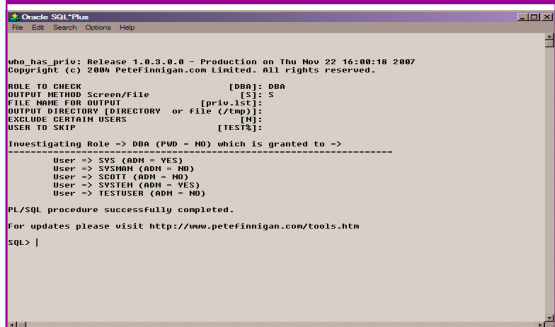 Oracle SQL*Plus
File Edit Search Options Help
who_has_priv: Release 1.0.3.0.0 - Production on Thu Nov 22 16:00:18 2007
Copyright (c) 2004 PeteFinnigan.com Limited. All rights reserved.
ROLE TO CHECK [DBA]: DBA
OUTPUT METHOD Screen/File [S]: S
FILE NAME FOR OUTPUT [priv.lst]:
OUTPUT DIRECTORY [DIRECTORY or file (/tmp)]:
EXCLUDE CERTAIN USERS [N]:
USER TO SKIP [TEST%]:
Investigating Role => DBA (PWD = NO) which is granted to =>
====================================================================
User => SYS (ADM = YES)
User => SYSMAN (ADM = NO)
User => SCOTT (ADM = NO)
User => SYSTEM (ADM = YES)
User => TESTUSER (ADM = NO)
PL/SQL procedure successfully completed.
For updates please visit http://www.petefinnigan.com/tools.htm
SQL>